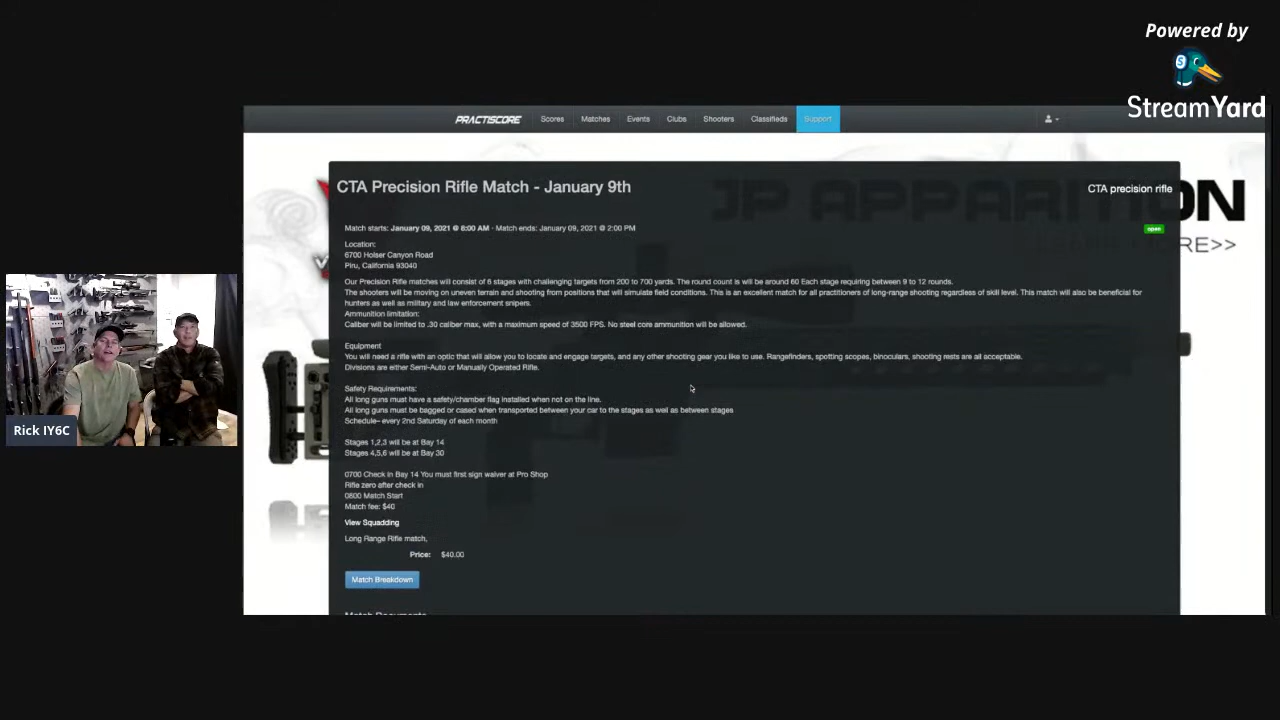 Powered by
StreamYard
PRACTISCORE Scores Matches Events Clubs Shooters Classifieds Support
CTA Precision Rifle Match - January 9th
CTA precision rifle
JP APPARITION
Match starts: January 09, 2021 @ 8:00 AM - Match ends: January 09, 2021 @ 2:00 PM
open
Location:
6700 Holser Canyon Road
Piru, California 93040
Our Precision Rifle matches will consist of 6 stages with challenging targets from 200 to 700 yards. The round count is will be around 60 Each stage requiring between 9 to 12 rounds.
The shooters will be moving on uneven terrain and shooting from positions that will simulate field conditions. This is an excellent match for all practitioners of long-range shooting regardless of skill level. This match will also be beneficial for
hunters as well as military and law enforcement snipers.
Ammunition limitation:
Caliber will be limited to .30 caliber max, with a maximum speed of 3500 FPS. No steel core ammunition will be allowed.
Equipment
You will need a rifle with an optic that will allow you to locate and engage targets, and any other shooting gear you like to use. Rangefinders, spotting scopes, binoculars, shooting rests are all acceptable.
Divisions are either Semi-Auto or Manually Operated Rifle.
Safety Requirements:
All long guns must have a safety/chamber flag installed when not on the line.
All long guns must be bagged or cased when transported between your car to the stages as well as between stages
Schedule- every 2nd Saturday of each month
Stages 1,2,3 will be at Bay 14
Stages 4,5,6 will be at Bay 30
0700 Check in Bay 14 You must first sign waiver at Pro Shop
Rifle zero after check in
0800 Match Start
Match fee: $40
View Squadding
Long Range Rifle match,
Price: $40.00
Match Breakdown
Match Documents
Rick IY6C